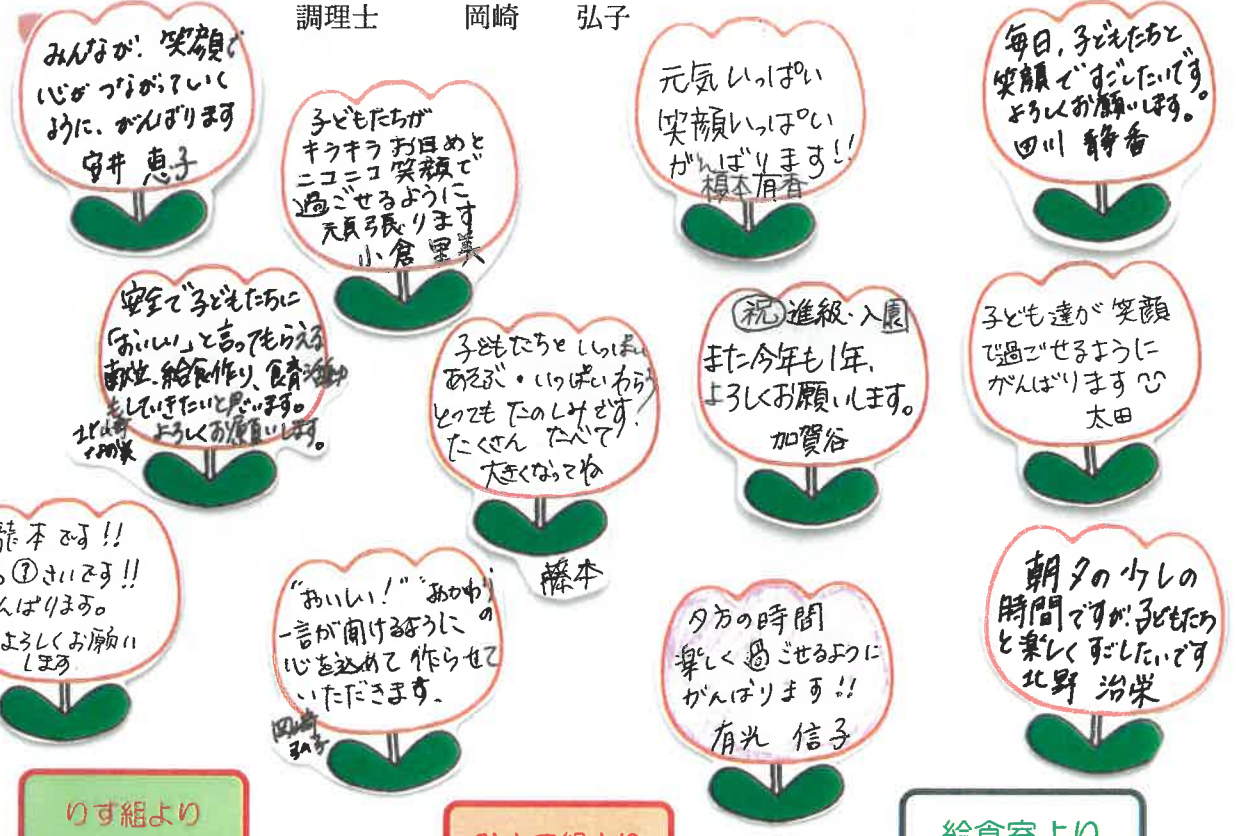 調理士 岡崎 弘子
みんなが、笑顔で
心がつながっていく
ように、がんばります
安井 恵子
子どもたちが
キラキラお目めと
ニコニコ笑顔で
過ごせるように
頑張ります
小倉 里美
元気いっぱい
笑顔いっぱい
がんばります!!
榎本有香
毎日、子どもたちと
笑顔ですごしたいです。
よろしくお願いします。
四川 静香
安全で子どもたちに
「おいしい」と言ってもらえる
献立、給食作り、食育活動
もしていきたいと思います。
よろしくお願いします。
子どもたちといっぱい
あそぶ・いっぱいわらう
とってもたのしみです!
たくさん たべて
大きくなってね
藤本
祝 進級・入園
また今年も1年、
よろしくお願いします。
加賀谷
子ども達が笑顔
で過ごせるように
がんばります
太田
本です!!
さいです!!
んばります。
よろしくお願い
します
"おいしい!""おかわり"の
一言が聞けるように
心を込めて作らせて
いただきます。
岡崎
弘子
夕方の時間
楽しく過ごせるように
がんばります!!
有光 信子
朝夕の少しの
時間ですが、子どもたち
と楽しくすごしたいです
北野 治栄
りす組より
給食室より